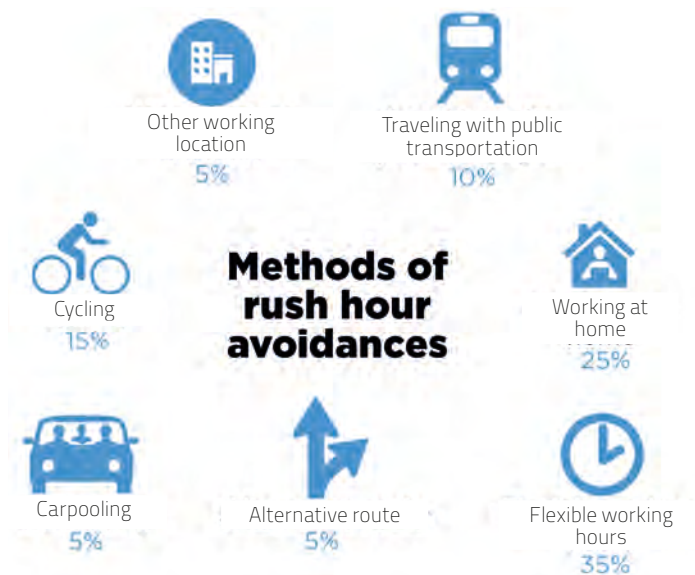 Other working
location
5%
Traveling with public
transportation
10%
Cycling
15%
Methods of
rush hour
avoidances
Working at
home
25%
Carpooling
5%
Alternative route
5%
Flexible working
hours
35%